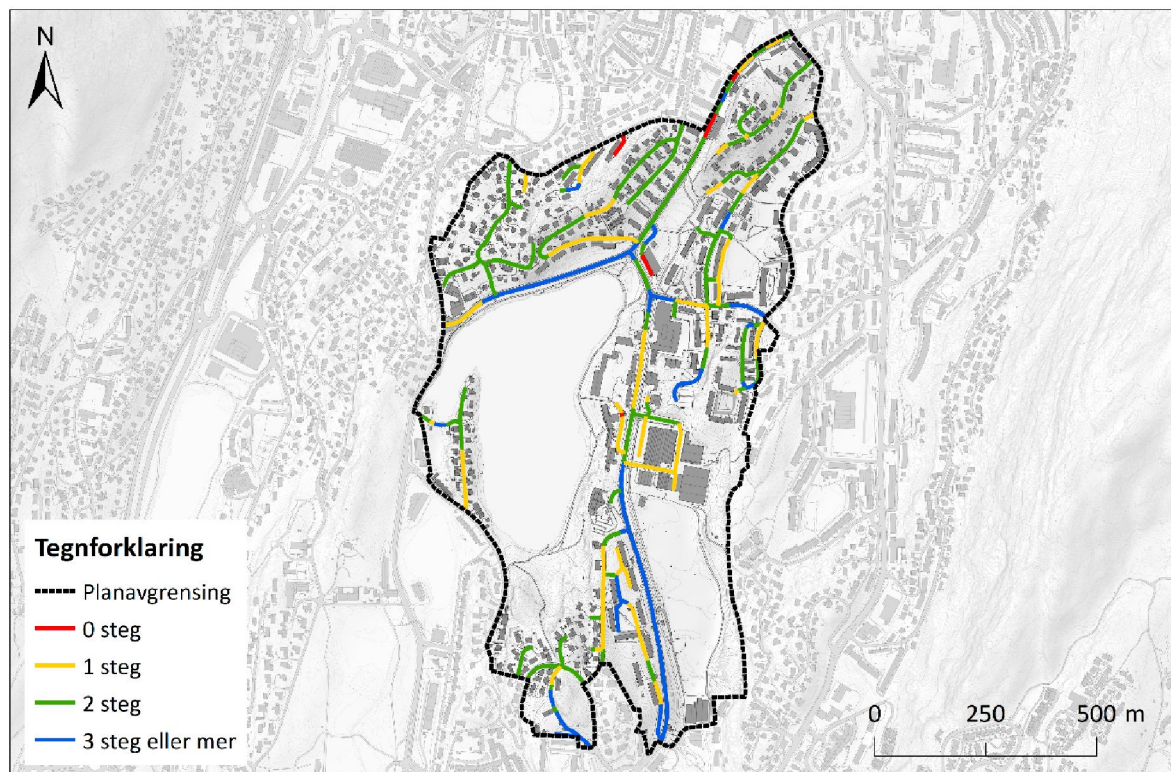 N
Tegnforklaring
Planavgrensing
0 steg
1 steg
2 steg
3 steg eller mer
0 250 500 m